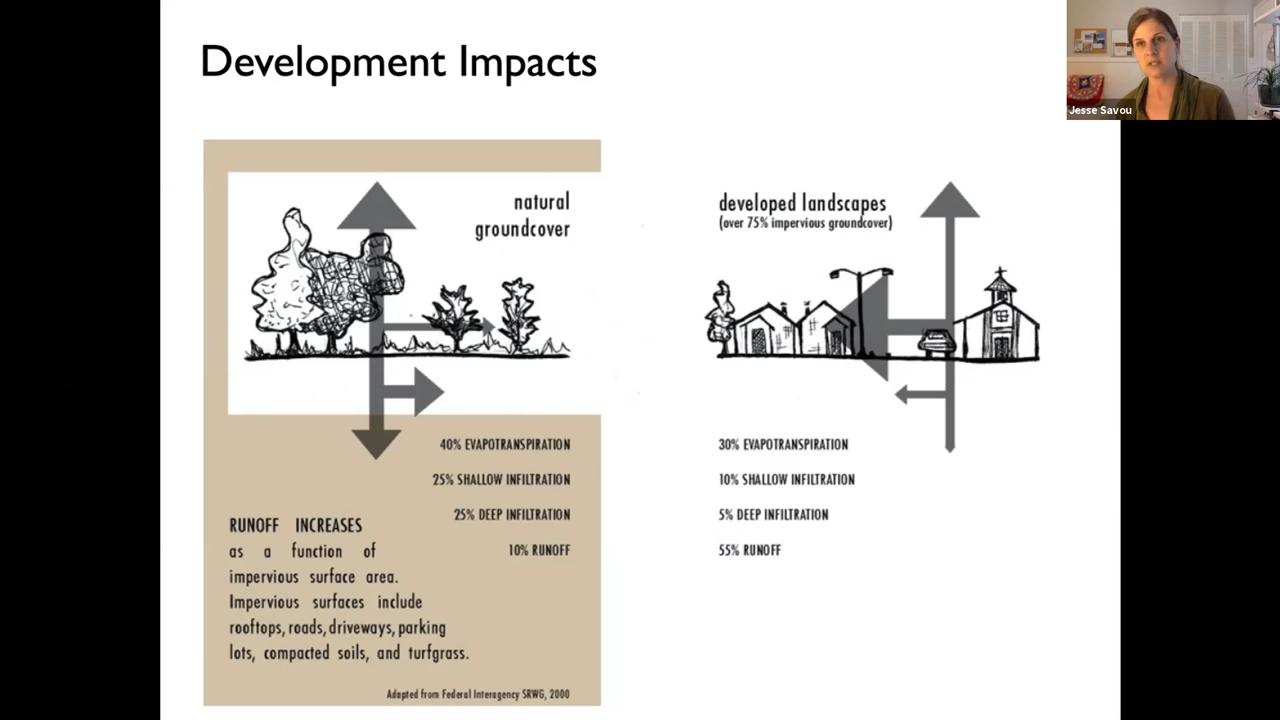 Development Impacts
Jesse Savou
natural
groundcover
40% EVAPOTRANSPIRATION
25% SHALLOW INFILTRATION
25% DEEP INFILTRATION
10% RUNOFF
RUNOFF INCREASES
as a function of
impervious surface area.
Impervious surfaces include
rooftops, roads, driveways, parking
lots, compacted soils, and turfgrass.
Adapted from Federal Interagency SRWG, 2000
developed landscapes
(over 75% impervious groundcover)
30% EVAPOTRANSPIRATION
10% SHALLOW INFILTRATION
5% DEEP INFILTRATION
55% RUNOFF